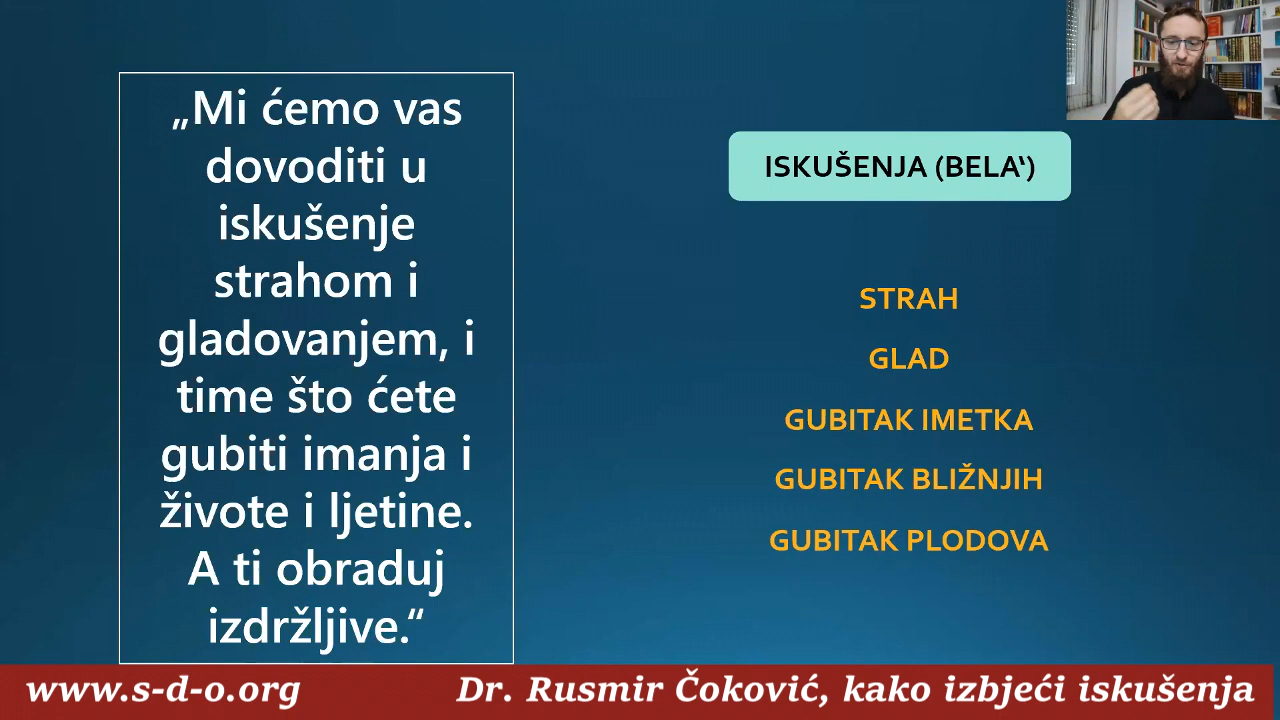 „Mi ćemo vas
dovoditi u
iskušenje
strahom i
gladovanjem, i
time što ćete
gubiti imanja i
živote i ljetine.
A ti obraduj
izdržljive.“
ISKUŠENJA (BELA‛)
STRAH
GLAD
GUBITAK IMETKA
GUBITAK BLIŽNJIH
GUBITAK PLODOVA
www.s-d-o.org
Dr. Rusmir Čoković, kako izbjeći iskušenja